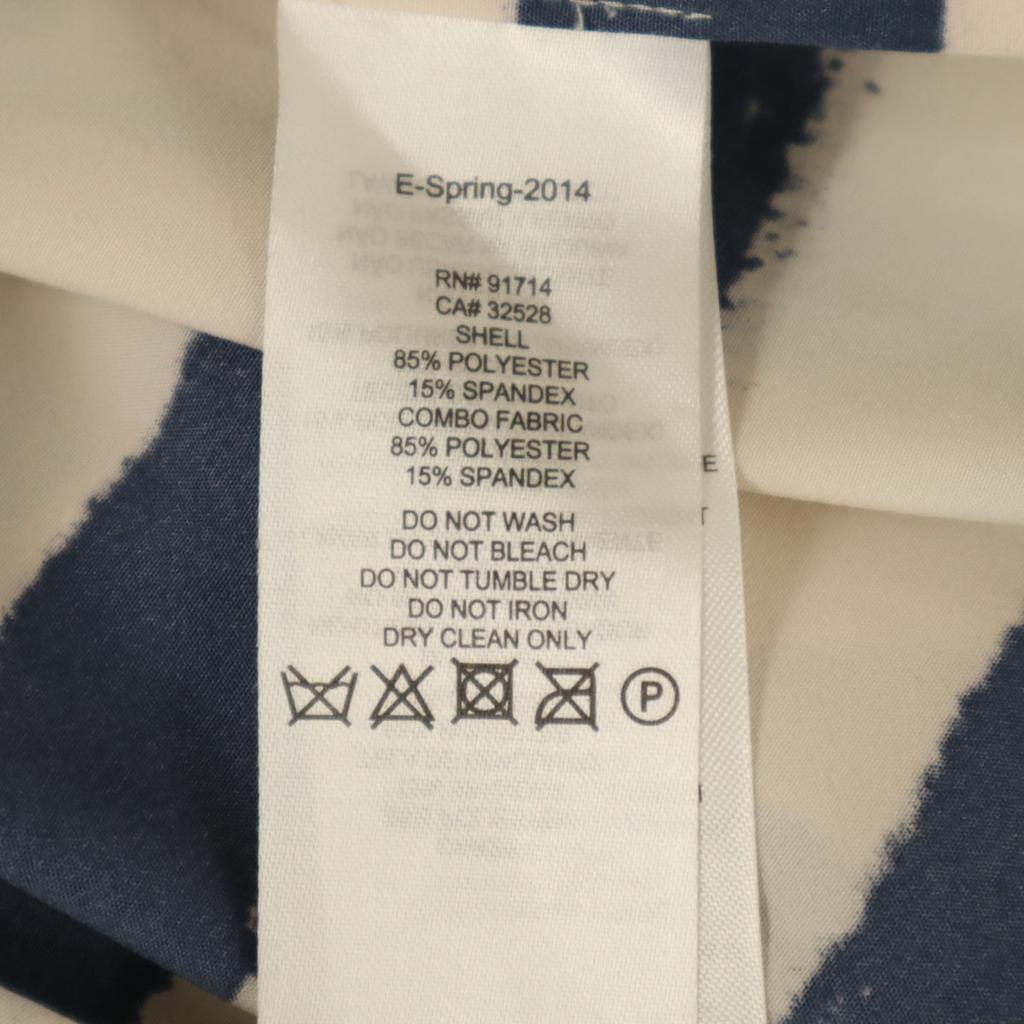 E-Spring-2014
RN# 91714
CA# 32528
SHELL
85% POLYESTER
15% SPANDEX
COMBO FABRIC
85% POLYESTER
15% SPANDEX
DO NOT WASH
DO NOT BLEACH
DO NOT TUMBLE DRY
DO NOT IRON
DRY CLEAN ONLY
P